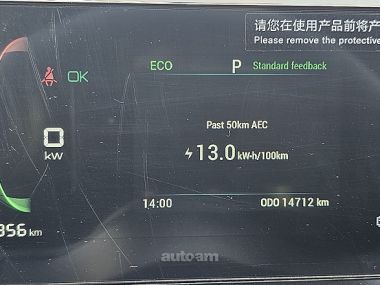 请您在使用产品前将产
Please remove the protective
OK
ECO
P
Standard feedback
Past 50km AEC
0
kW
13.0 kW·h/100km
14:00
ODO 14712 km
356 km
autoam